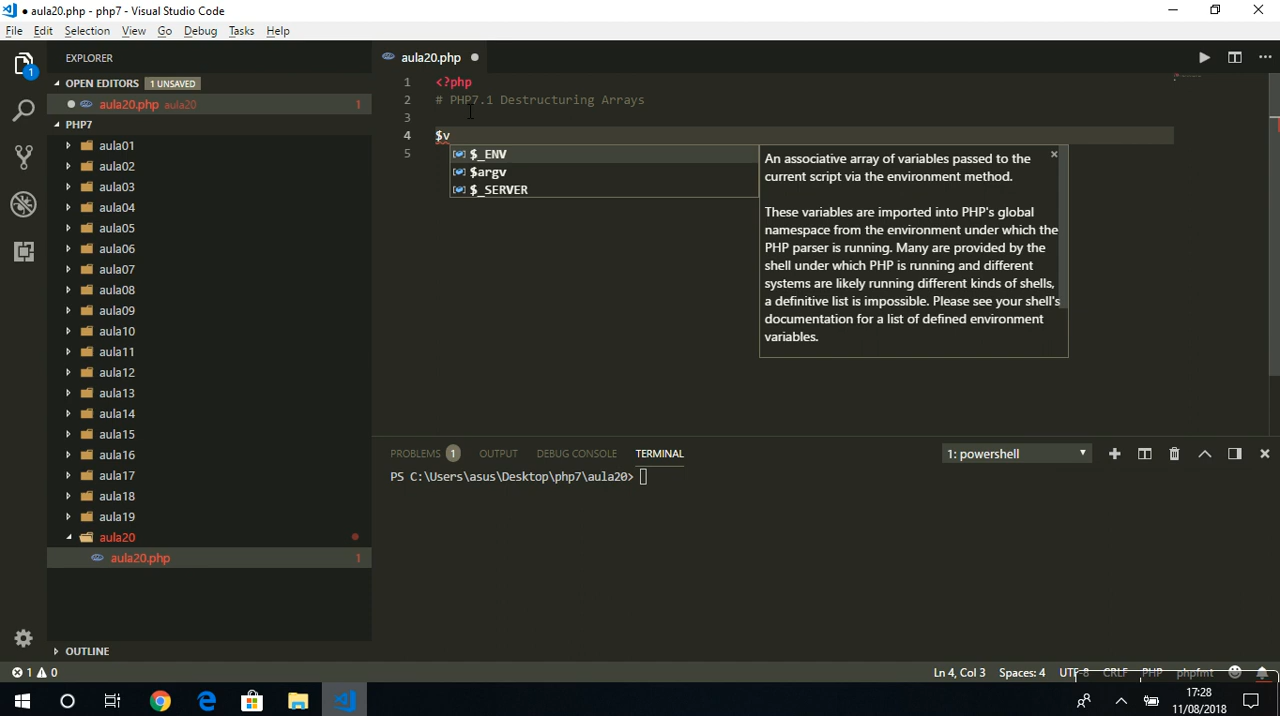 ● aula20.php - php7 - Visual Studio Code
File Edit Selection View Go Debug Tasks Help
EXPLORER
OPEN EDITORS 1 UNSAVED
aula20.php aula20 1
PHP7
aula01
aula02
aula03
aula04
aula05
aula06
aula07
aula08
aula09
aula10
aula11
aula12
aula13
aula14
aula15
aula16
aula17
aula18
aula19
aula20
aula20.php 1
OUTLINE
1
aula20.php
1 <?php
2 # PHP7.1 Destructuring Arrays
3
4 $v
5
$_ENV
$argv
$_SERVER
An associative array of variables passed to the
current script via the environment method.
These variables are imported into PHP's global
namespace from the environment under which the
PHP parser is running. Many are provided by the
shell under which PHP is running and different
systems are likely running different kinds of shells,
a definitive list is impossible. Please see your shell's
documentation for a list of defined environment
variables.
PROBLEMS 1 OUTPUT DEBUG CONSOLE TERMINAL 1: powershell
PS C:\Users\asus\Desktop\php7\aula20>
1 0 Ln 4, Col 3 Spaces: 4 UTF-8 CRLF PHP phpfmt
17:28
11/08/2018